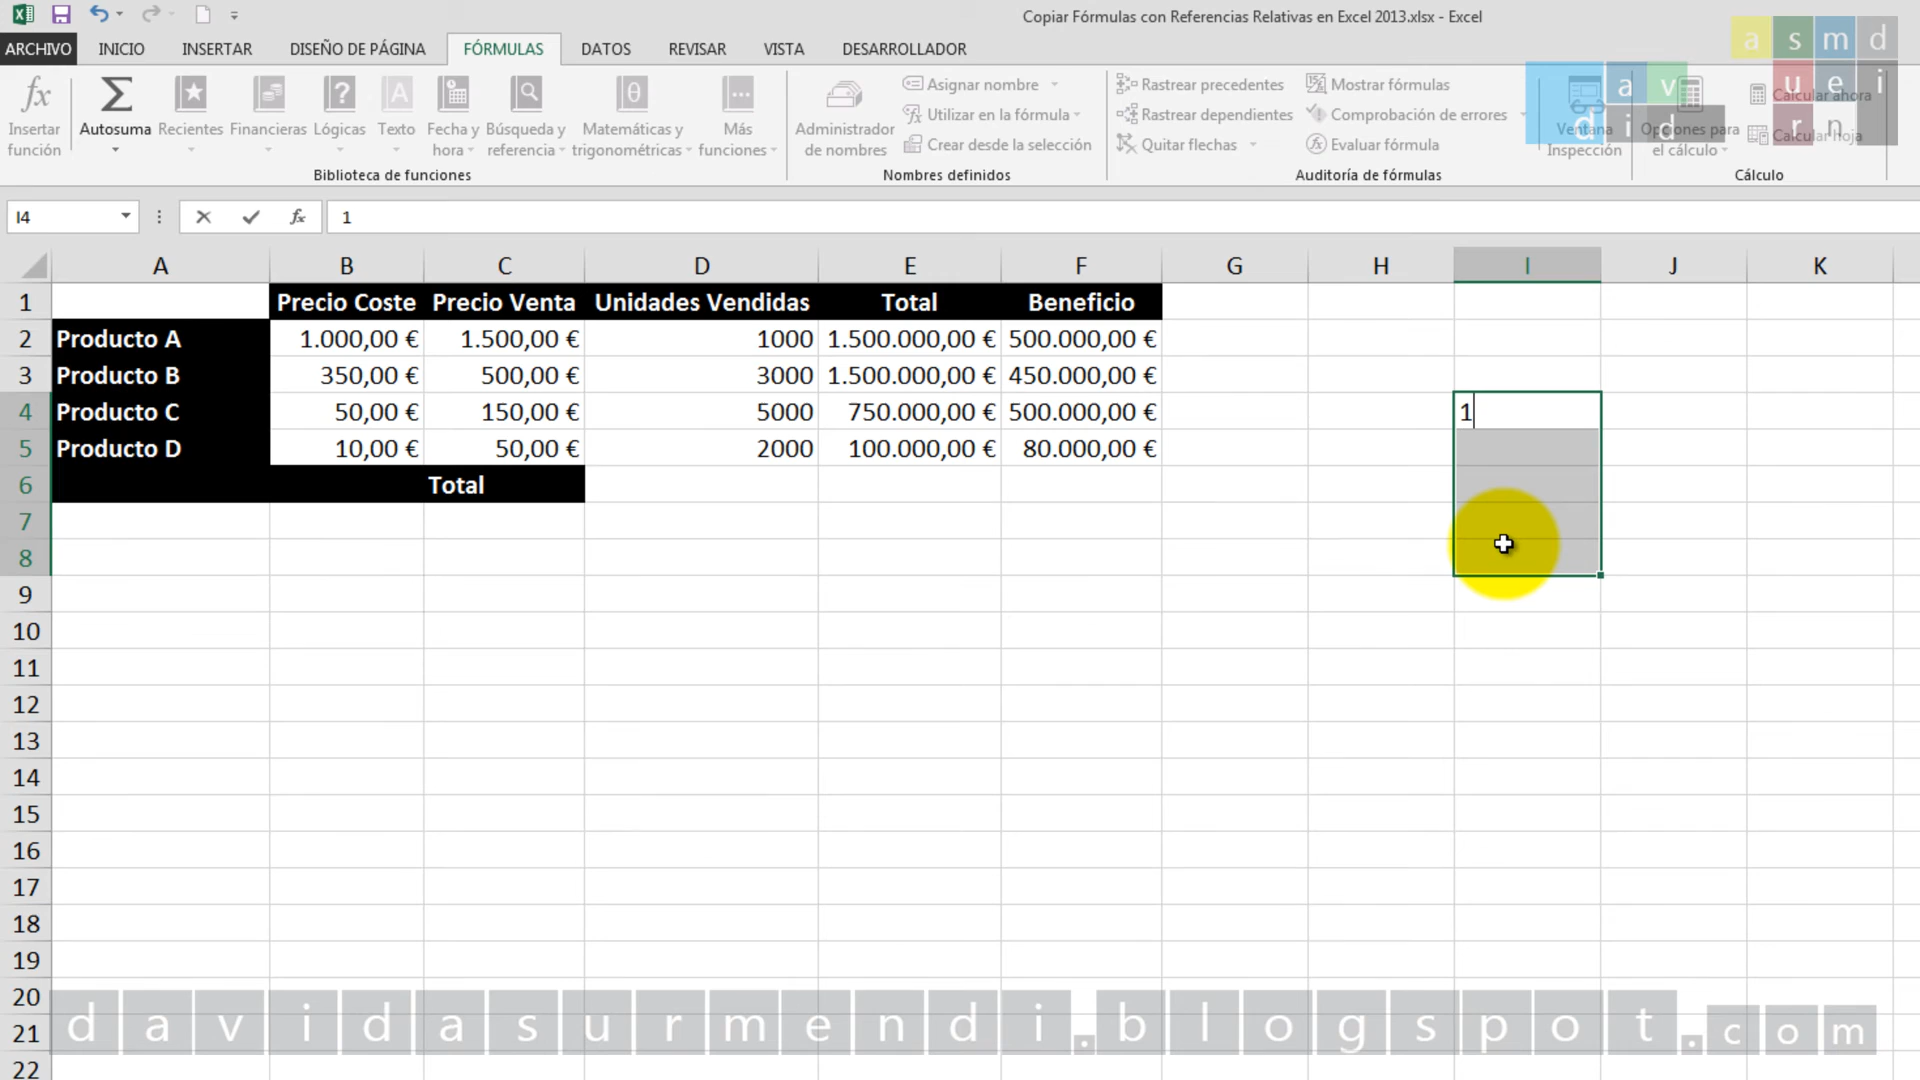 Copiar Fórmulas con Referencias Relativas en Excel 2013.xlsx - Excel
ARCHIVO INICIO INSERTAR DISEÑO DE PÁGINA FÓRMULAS DATOS REVISAR VISTA DESARROLLADOR
a s m d
a v u e i
d i d r n
Insertar función
Autosuma
Recientes
Financieras
Lógicas
Texto
Fecha y hora
Búsqueda y referencia
Matemáticas y trigonométricas
Más funciones
Biblioteca de funciones
Administrador de nombres
Asignar nombre
Utilizar en la fórmula
Crear desde la selección
Nombres definidos
Rastrear precedentes
Rastrear dependientes
Quitar flechas
Mostrar fórmulas
Comprobación de errores
Evaluar fórmula
Auditoría de fórmulas
Ventana Inspección
Opciones para el cálculo
Calcular ahora
Calcular hoja
Cálculo
I4 fx 1
A B C D E F G H I J K
1 Precio Coste Precio Venta Unidades Vendidas Total Beneficio
2 Producto A 1.000,00 € 1.500,00 € 1000 1.500.000,00 € 500.000,00 €
3 Producto B 350,00 € 500,00 € 3000 1.500.000,00 € 450.000,00 €
4 Producto C 50,00 € 150,00 € 5000 750.000,00 € 500.000,00 € 1
5 Producto D 10,00 € 50,00 € 2000 100.000,00 € 80.000,00 €
6 Total
7
8
9
10
11
12
13
14
15
16
17
18
19
20
21
22
davidasurmendi.blogspot.com